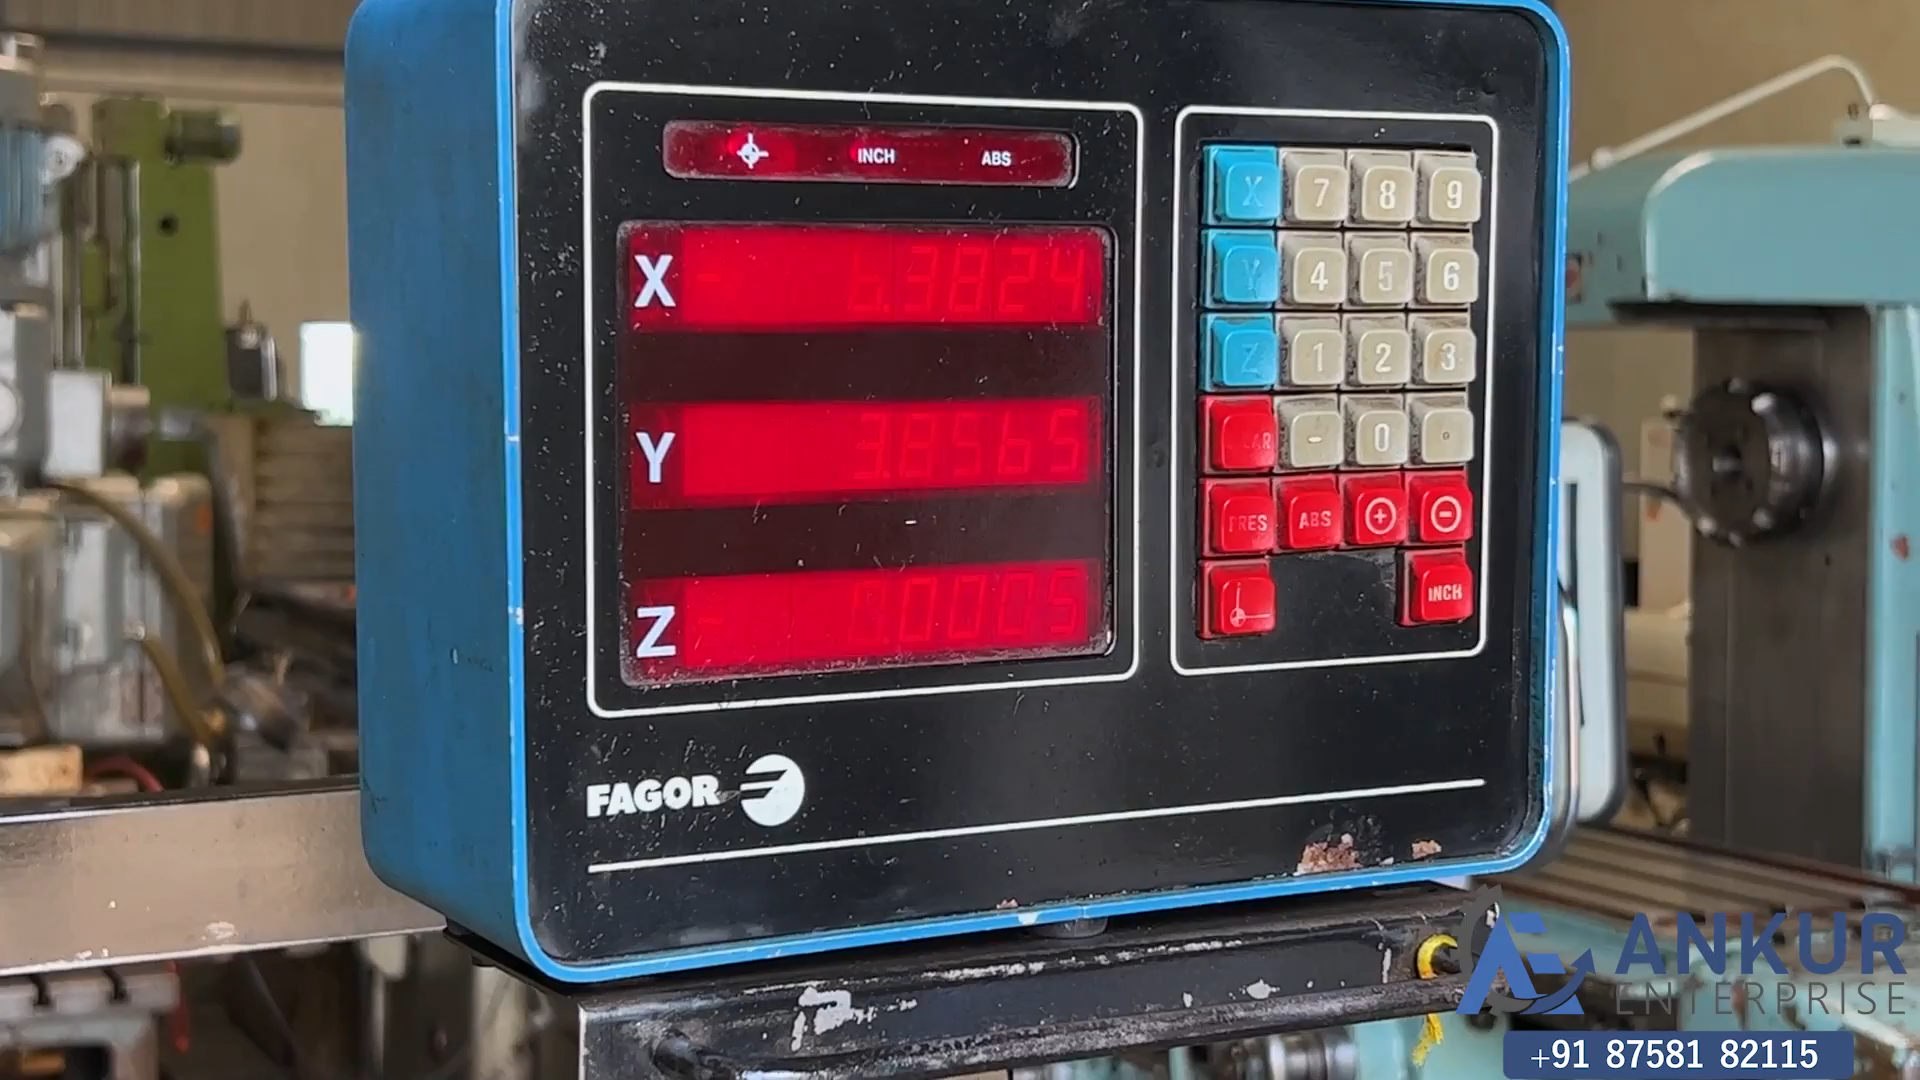 INCH ABS
X - 6.3824
Y 3.8565
Z - 0.0005
X 7 8 9
Y 4 5 6
Z 1 2 3
- 0 .
PRES ABS + -
INCH
FAGOR
ANKUR
ENTERPRISE
+91 87581 82115